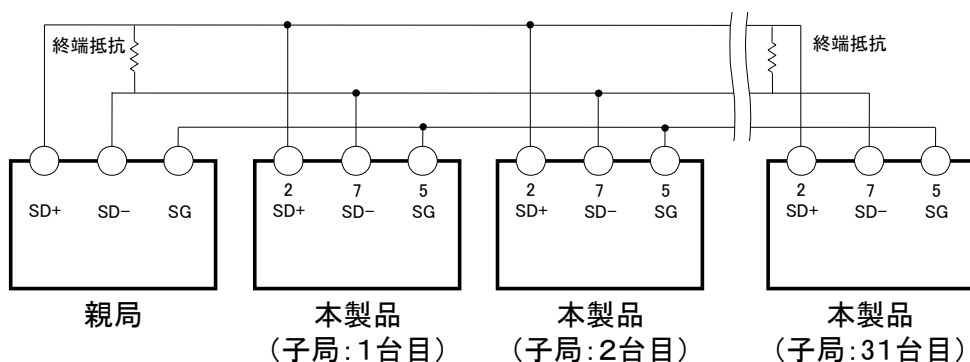 終端抵抗
終端抵抗
SD+ SD− SG
2 7 5
SD+ SD− SG
2 7 5
SD+ SD− SG
2 7 5
SD+ SD− SG
親局
本製品
(子局:1台目)
本製品
(子局:2台目)
本製品
(子局:31台目)